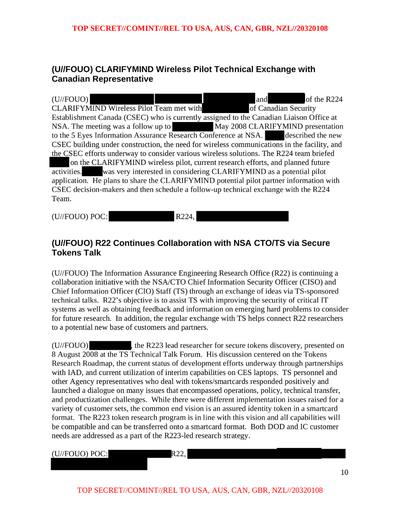 TOP SECRET//COMINT//REL TO USA, AUS, CAN, GBR, NZL//20320108
(U//FOUO) CLARIFYMIND Wireless Pilot Technical Exchange with
Canadian Representative
(U//FOUO) and of the R224
CLARIFYMIND Wireless Pilot Team met with of Canadian Security
Establishment Canada (CSEC) who is currently assigned to the Canadian Liaison Office at
NSA. The meeting was a follow up to May 2008 CLARIFYMIND presentation
to the 5 Eyes Information Assurance Research Conference at NSA. described the new
CSEC building under construction, the need for wireless communications in the facility, and
the CSEC efforts underway to consider various wireless solutions. The R224 team briefed
on the CLARIFYMIND wireless pilot, current research efforts, and planned future
activities. was very interested in considering CLARIFYMIND as a potential pilot
application. He plans to share the CLARIFYMIND potential pilot partner information with
CSEC decision-makers and then schedule a follow-up technical exchange with the R224
Team.
(U//FOUO) POC: R224,
(U//FOUO) R22 Continues Collaboration with NSA CTO/TS via Secure
Tokens Talk
(U//FOUO) The Information Assurance Engineering Research Office (R22) is continuing a
collaboration initiative with the NSA/CTO Chief Information Security Officer (CISO) and
Chief Information Officer (CIO) Staff (TS) through an exchange of ideas via TS-sponsored
technical talks. R22's objective is to assist TS with improving the security of critical IT
systems as well as obtaining feedback and information on emerging hard problems to consider
for future research. In addition, the regular exchange with TS helps connect R22 researchers
to a potential new base of customers and partners.
(U//FOUO) , the R223 lead researcher for secure tokens discovery, presented on
8 August 2008 at the TS Technical Talk Forum. His discussion centered on the Tokens
Research Roadmap, the current status of development efforts underway through partnerships
with IAD, and current utilization of interim capabilities on CES laptops. TS personnel and
other Agency representatives who deal with tokens/smartcards responded positively and
launched a dialogue on many issues that encompassed operations, policy, technical transfer,
and productization challenges. While there were different implementation issues raised for a
variety of customer sets, the common end vision is an assured identity token in a smartcard
format. The R223 token research program is in line with this vision and all capabilities will
be compatible and can be transferred onto a smartcard format. Both DOD and IC customer
needs are addressed as a part of the R223-led research strategy.
(U//FOUO) POC: R22,
10
TOP SECRET//COMINT//REL TO USA, AUS, CAN, GBR, NZL//20320108